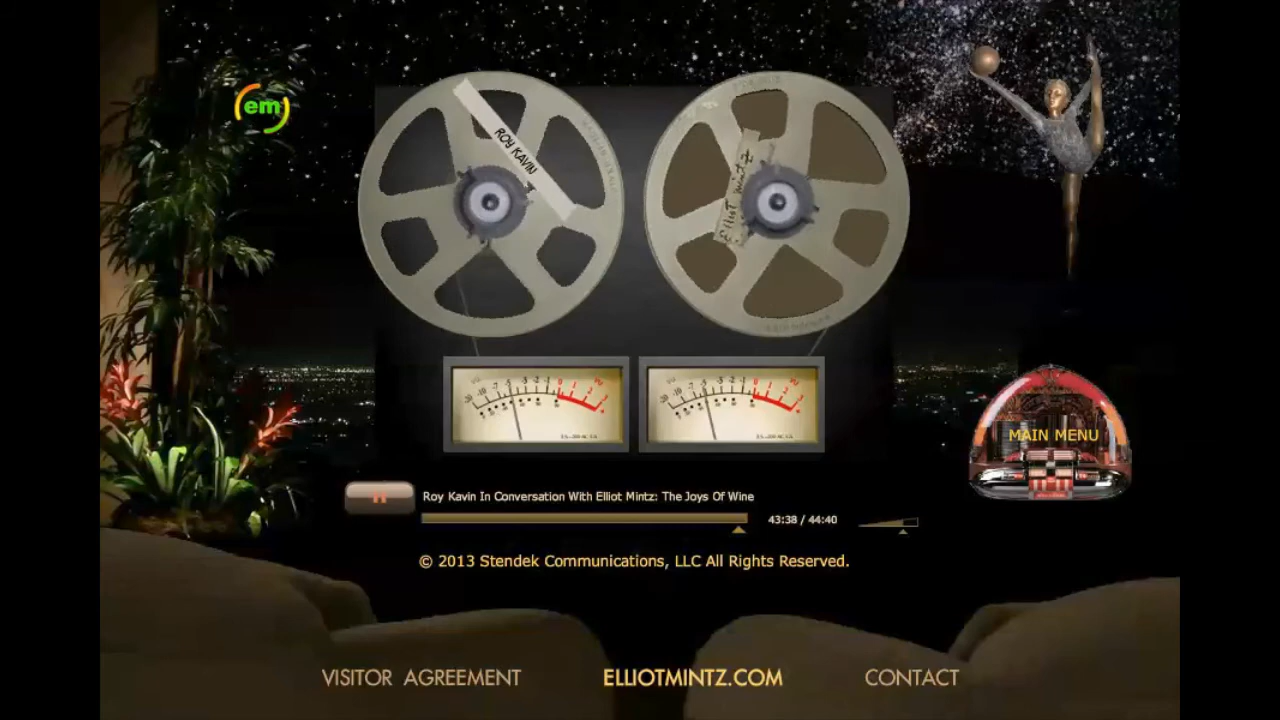 em
ROY KAVIN
Elliot mintz
MAIN MENU
Roy Kavin In Conversation With Elliot Mintz: The Joys Of Wine
43:38 / 44:40
© 2013 Stendek Communications, LLC All Rights Reserved.
VISITOR AGREEMENT
ELLIOTMINTZ.COM
CONTACT